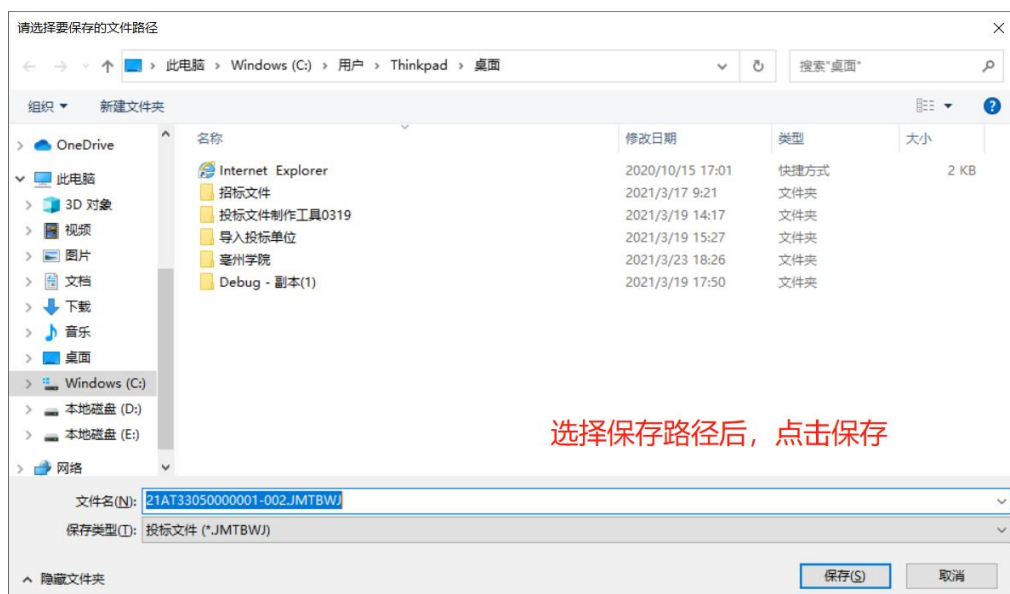 请选择要保存的文件路径
此电脑 › Windows (C:) › 用户 › Thinkpad › 桌面
搜索"桌面"
组织 新建文件夹
名称 修改日期 类型 大小
OneDrive
此电脑
3D 对象
视频
图片
文档
下载
音乐
桌面
Windows (C:)
本地磁盘 (D:)
本地磁盘 (E:)
网络
Internet Explorer 2020/10/15 17:01 快捷方式 2 KB
招标文件 2021/3/17 9:21 文件夹
投标文件制作工具0319 2021/3/19 14:17 文件夹
导入投标单位 2021/3/19 15:27 文件夹
亳州学院 2021/3/23 18:26 文件夹
Debug - 副本(1) 2021/3/19 17:50 文件夹
选择保存路径后，点击保存
文件名(N): 21AT33050000001-002.JMTBWJ
保存类型(T): 投标文件 (*.JMTBWJ)
隐藏文件夹
保存(S) 取消